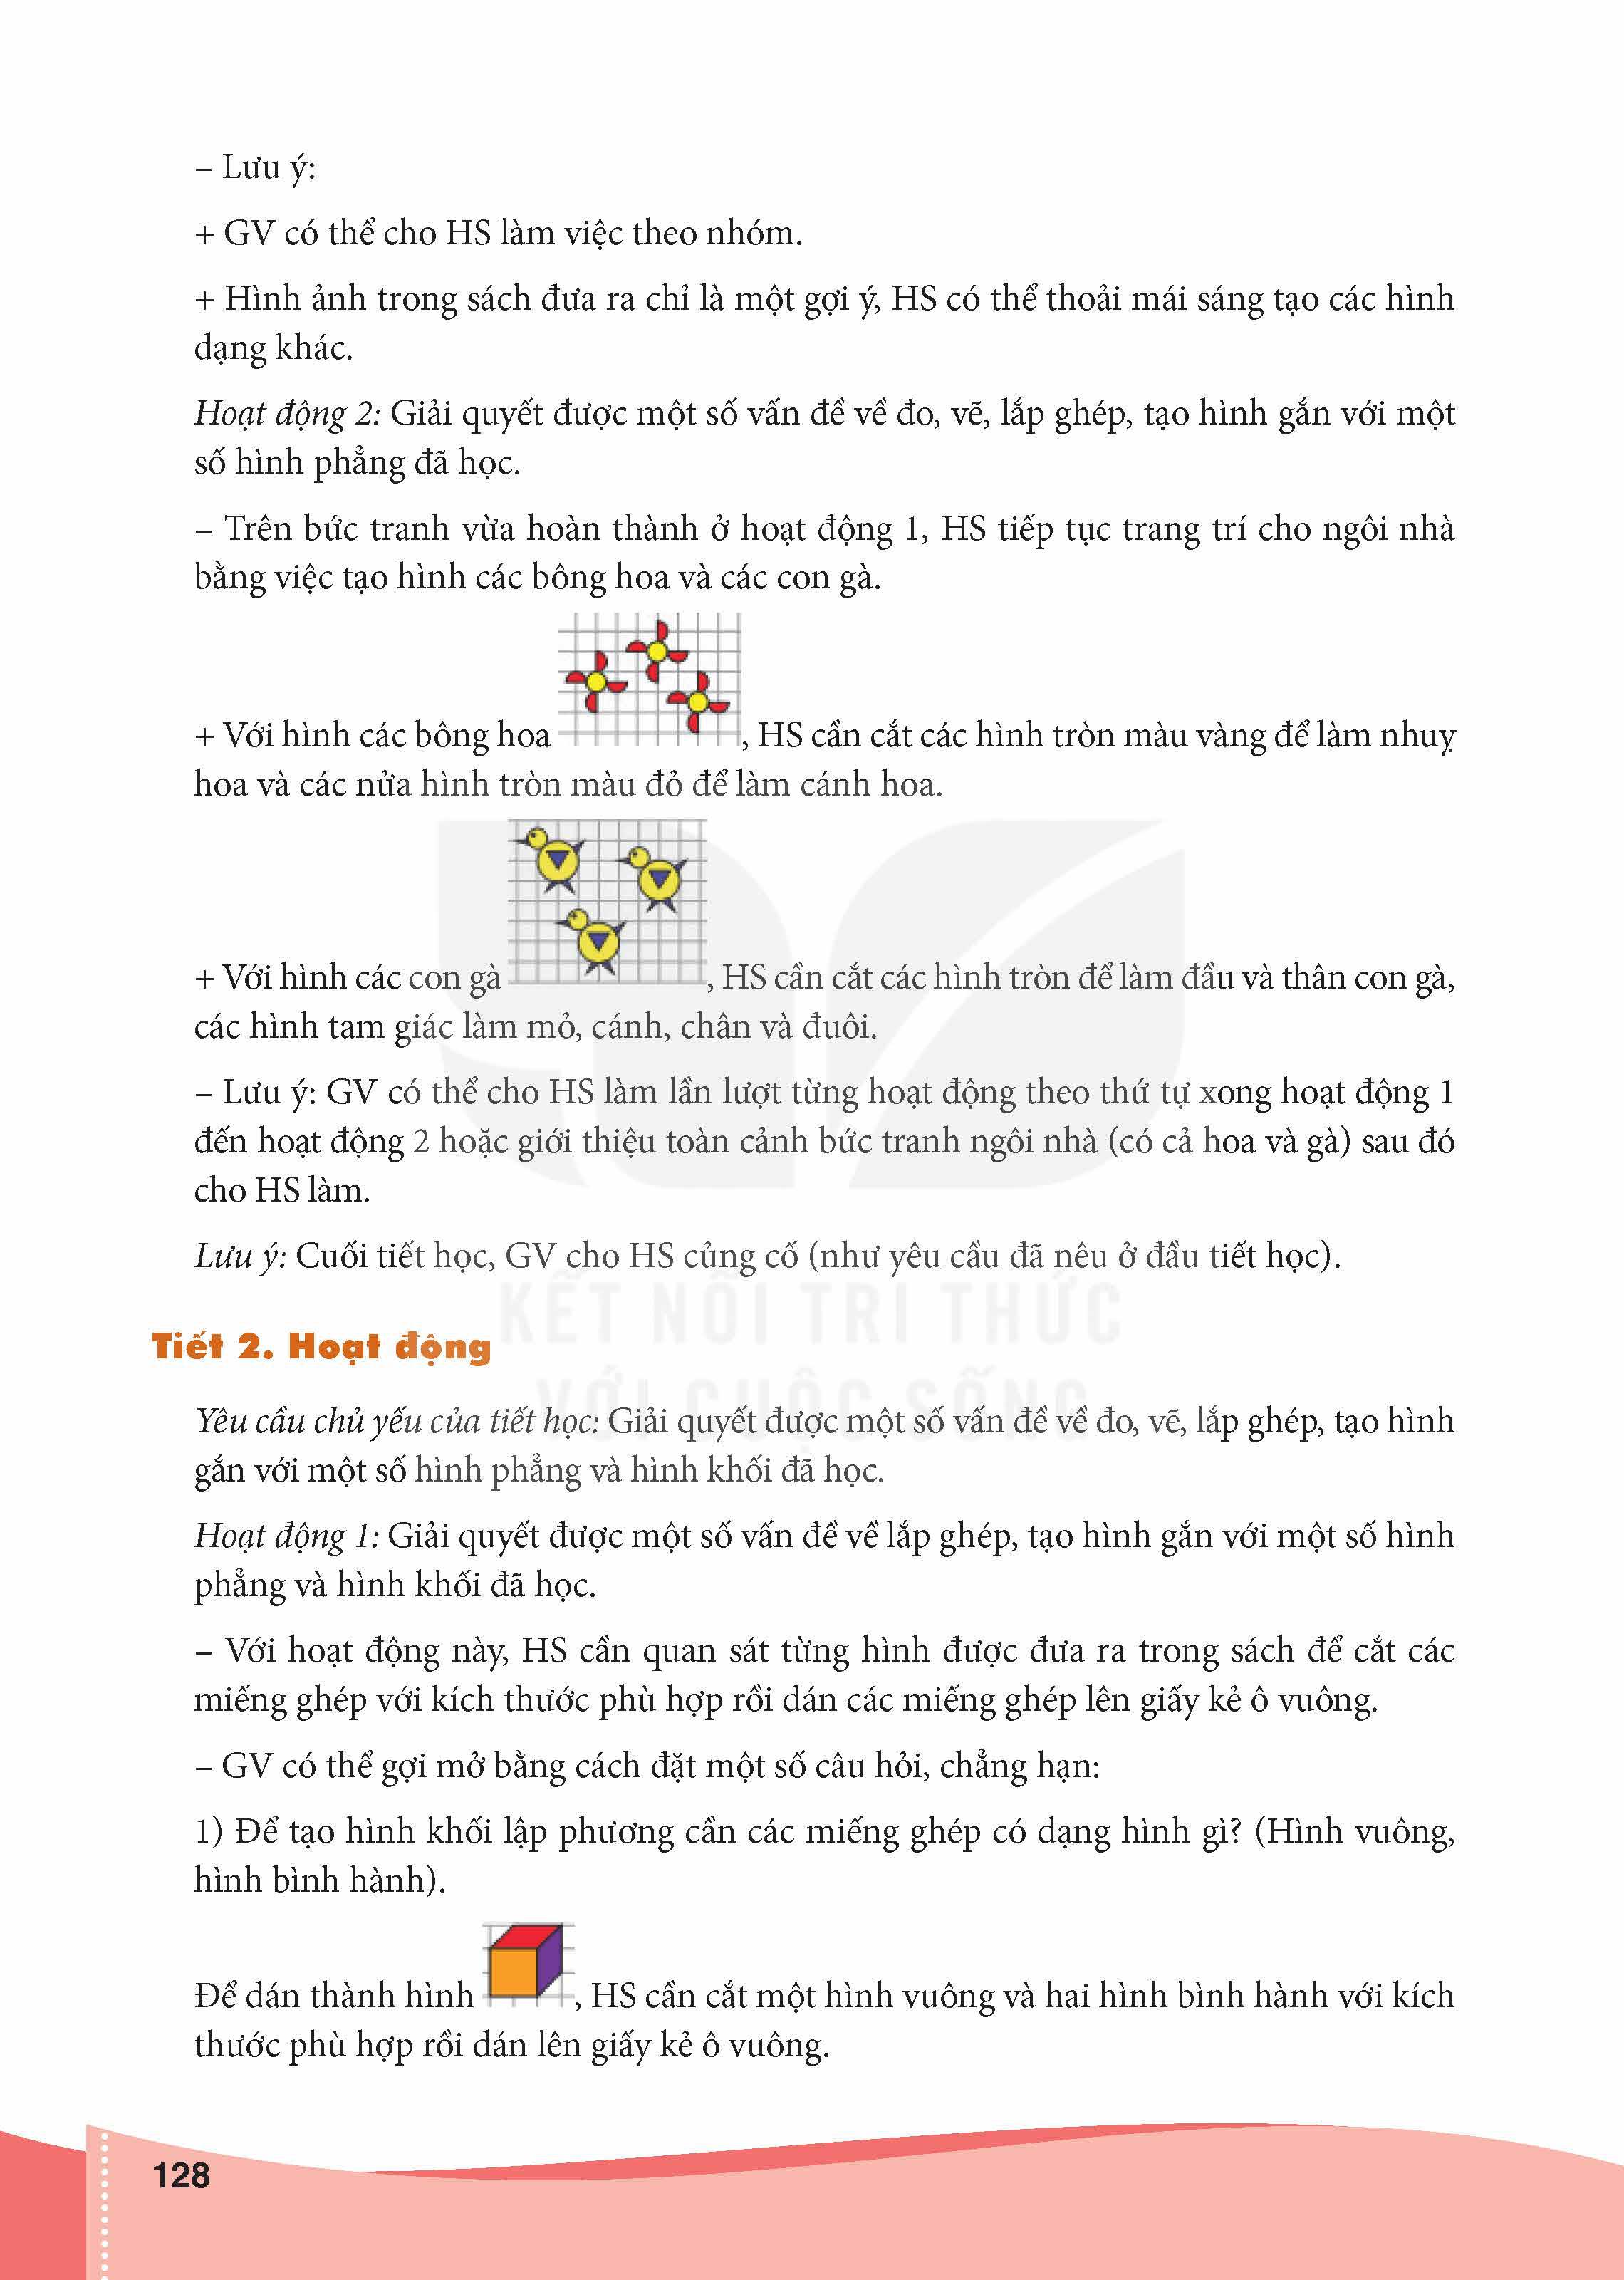 – Lưu ý:
+ GV có thể cho HS làm việc theo nhóm.
+ Hình ảnh trong sách đưa ra chỉ là một gợi ý, HS có thể thoải mái sáng tạo các hình
dạng khác.
Hoạt động 2: Giải quyết được một số vấn đề về đo, vẽ, lắp ghép, tạo hình gắn với một
số hình phẳng đã học.
– Trên bức tranh vừa hoàn thành ở hoạt động 1, HS tiếp tục trang trí cho ngôi nhà
bằng việc tạo hình các bông hoa và các con gà.
+ Với hình các bông hoa , HS cần cắt các hình tròn màu vàng để làm nhuỵ
hoa và các nửa hình tròn màu đỏ để làm cánh hoa.
+ Với hình các con gà , HS cần cắt các hình tròn để làm đầu và thân con gà,
các hình tam giác làm mỏ, cánh, chân và đuôi.
– Lưu ý: GV có thể cho HS làm lần lượt từng hoạt động theo thứ tự xong hoạt động 1
đến hoạt động 2 hoặc giới thiệu toàn cảnh bức tranh ngôi nhà (có cả hoa và gà) sau đó
cho HS làm.
Lưu ý: Cuối tiết học, GV cho HS củng cố (như yêu cầu đã nêu ở đầu tiết học).
KẾT NỐI TRI THỨC
Tiết 2. Hoạt động
VỚI CUỘC SỐNG
Yêu cầu chủ yếu của tiết học: Giải quyết được một số vấn đề về đo, vẽ, lắp ghép, tạo hình
gắn với một số hình phẳng và hình khối đã học.
Hoạt động 1: Giải quyết được một số vấn đề về lắp ghép, tạo hình gắn với một số hình
phẳng và hình khối đã học.
– Với hoạt động này, HS cần quan sát từng hình được đưa ra trong sách để cắt các
miếng ghép với kích thước phù hợp rồi dán các miếng ghép lên giấy kẻ ô vuông.
– GV có thể gợi mở bằng cách đặt một số câu hỏi, chẳng hạn:
1) Để tạo hình khối lập phương cần các miếng ghép có dạng hình gì? (Hình vuông,
hình bình hành).
Để dán thành hình , HS cần cắt một hình vuông và hai hình bình hành với kích
thước phù hợp rồi dán lên giấy kẻ ô vuông.
128